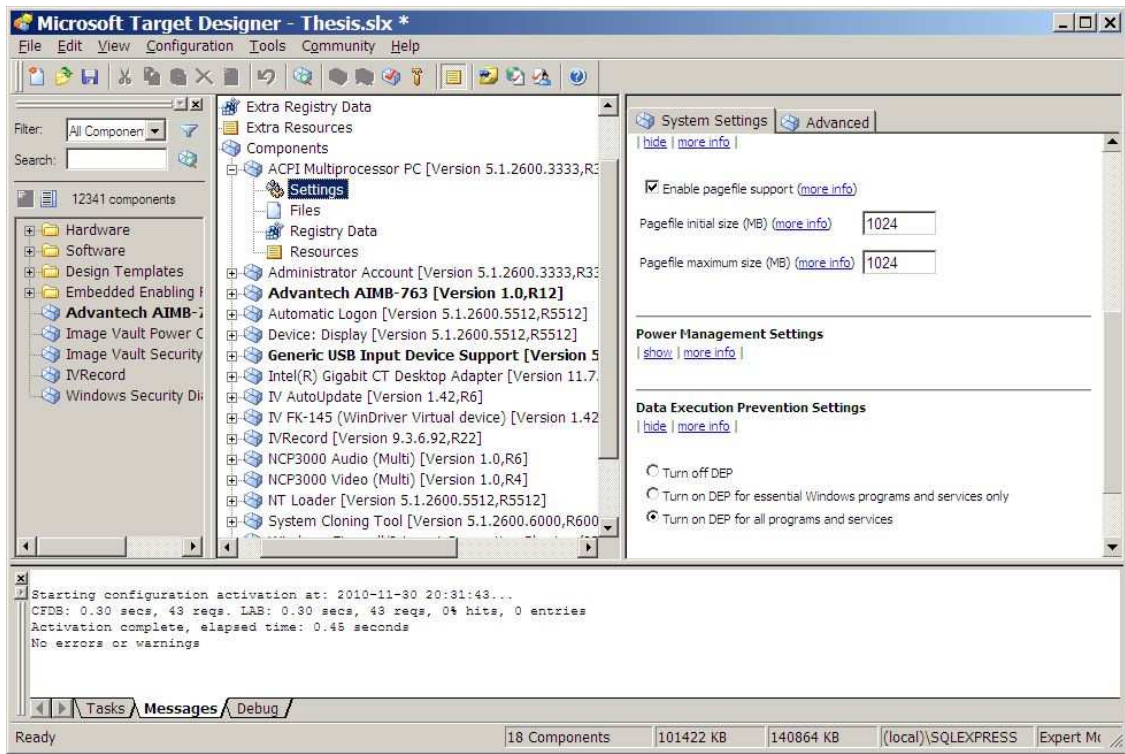 Microsoft Target Designer - Thesis.slx *
File Edit View Configuration Tools Community Help
Filter: All Componen
Search:
12341 components
Hardware
Software
Design Templates
Embedded Enabling
Advantech AIMB-7
Image Vault Power C
Image Vault Security
IVRecord
Windows Security Di
Extra Registry Data
Extra Resources
Components
ACPI Multiprocessor PC [Version 5.1.2600.3333,R3
Settings
Files
Registry Data
Resources
Administrator Account [Version 5.1.2600.3333,R33
Advantech AIMB-763 [Version 1.0,R12]
Automatic Logon [Version 5.1.2600.5512,R5512]
Device: Display [Version 5.1.2600.5512,R5512]
Generic USB Input Device Support [Version 5
Intel(R) Gigabit CT Desktop Adapter [Version 11.7.
IV AutoUpdate [Version 1.42,R6]
IV FK-145 (WinDriver Virtual device) [Version 1.42
IVRecord [Version 9.3.6.92,R22]
NCP3000 Audio (Multi) [Version 1.0,R6]
NCP3000 Video (Multi) [Version 1.0,R4]
NT Loader [Version 5.1.2600.5512,R5512]
System Cloning Tool [Version 5.1.2600.6000,R600
System Settings Advanced
| hide | more info |
Enable pagefile support (more info)
Pagefile initial size (MB) (more info) 1024
Pagefile maximum size (MB) (more info) 1024
Power Management Settings
| show | more info |
Data Execution Prevention Settings
| hide | more info |
Turn off DEP
Turn on DEP for essential Windows programs and services only
Turn on DEP for all programs and services
Starting configuration activation at: 2010-11-30 20:31:43...
CFDB: 0.30 secs, 43 reqs. LAB: 0.30 secs, 43 reqs, 0% hits, 0 entries
Activation complete, elapsed time: 0.45 seconds
No errors or warnings
Tasks Messages Debug
Ready 18 Components 101422 KB 140864 KB (local)\SQLEXPRESS Expert Mo